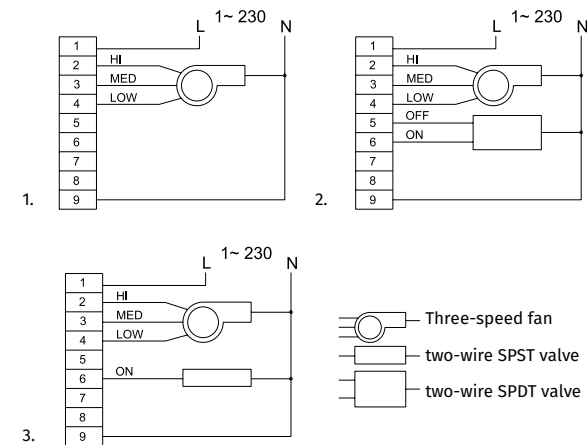 L 1~ 230 N
1
2 HI
3 MED
4 LOW
5
6
7
8
9
1.
L 1~ 230 N
1
2 HI
3 MED
4 LOW
5 OFF
6 ON
7
8
9
2.
L 1~ 230 N
1
2 HI
3 MED
4 LOW
5
6 ON
7
8
9
3.
Three-speed fan
two-wire SPST valve
two-wire SPDT valve